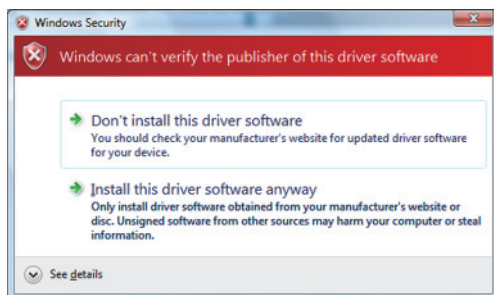 Windows Security
Windows can't verify the publisher of this driver software
Don't install this driver software
You should check your manufacturer's website for updated driver software
for your device.
Install this driver software anyway
Only install driver software obtained from your manufacturer's website or
disc. Unsigned software from other sources may harm your computer or steal
information.
See details